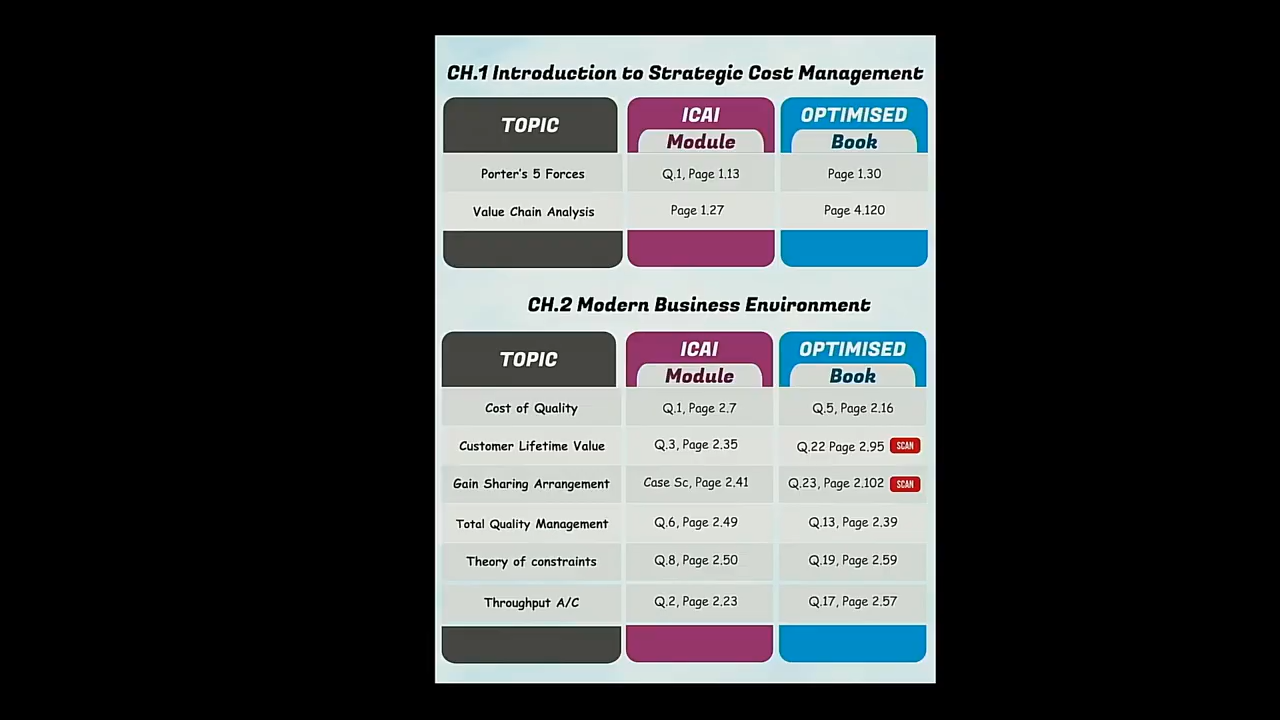 CH.1 Introduction to Strategic Cost Management
TOPIC
ICAI
Module
OPTIMISED
Book
Porter's 5 Forces Q.1, Page 1.13 Page 1.30
Value Chain Analysis Page 1.27 Page 4.120
CH.2 Modern Business Environment
TOPIC
ICAI
Module
OPTIMISED
Book
Cost of Quality Q.1, Page 2.7 Q.5, Page 2.16
Customer Lifetime Value Q.3, Page 2.35 Q.22 Page 2.95 SCAN
Gain Sharing Arrangement Case Sc, Page 2.41 Q.23, Page 2.102 SCAN
Total Quality Management Q.6, Page 2.49 Q.13, Page 2.39
Theory of constraints Q.8, Page 2.50 Q.19, Page 2.59
Throughput A/C Q.2, Page 2.23 Q.17, Page 2.57